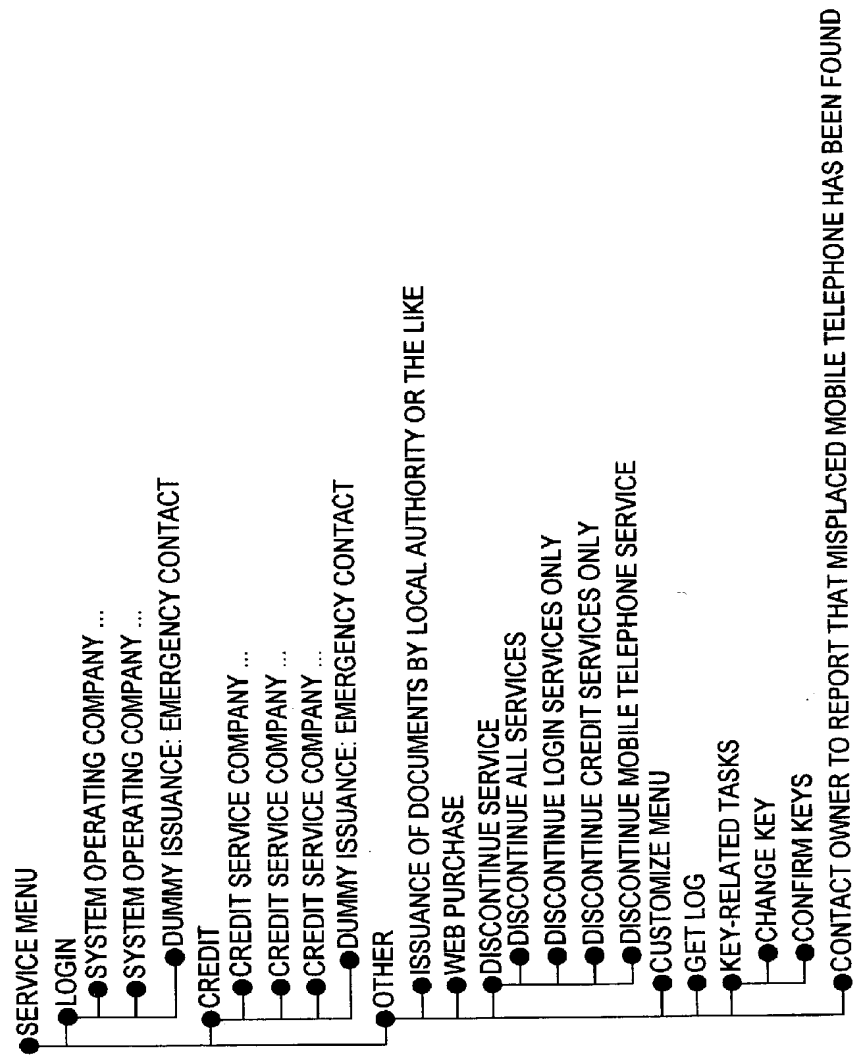 SERVICE MENU
LOGIN
SYSTEM OPERATING COMPANY ...
SYSTEM OPERATING COMPANY ...
DUMMY ISSUANCE: EMERGENCY CONTACT
CREDIT
CREDIT SERVICE COMPANY ...
CREDIT SERVICE COMPANY ...
CREDIT SERVICE COMPANY ...
DUMMY ISSUANCE: EMERGENCY CONTACT
OTHER
ISSUANCE OF DOCUMENTS BY LOCAL AUTHORITY OR THE LIKE
WEB PURCHASE
DISCONTINUE SERVICE
DISCONTINUE ALL SERVICES
DISCONTINUE LOGIN SERVICES ONLY
DISCONTINUE CREDIT SERVICES ONLY
DISCONTINUE MOBILE TELEPHONE SERVICE
CUSTOMIZE MENU
GET LOG
KEY-RELATED TASKS
CHANGE KEY
CONFIRM KEYS
CONTACT OWNER TO REPORT THAT MISPLACED MOBILE TELEPHONE HAS BEEN FOUND